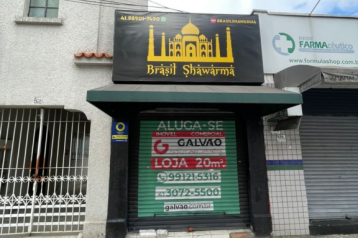 BRASILSHAWARMA
Brasil Shawarma
FARMA
www.formulashop.com.b
ALUGA-SE
IMÓVEL COMERCIAL
GALVÃO
LOJA 20m²
99121-5316
3072-5500
galvao.com.br